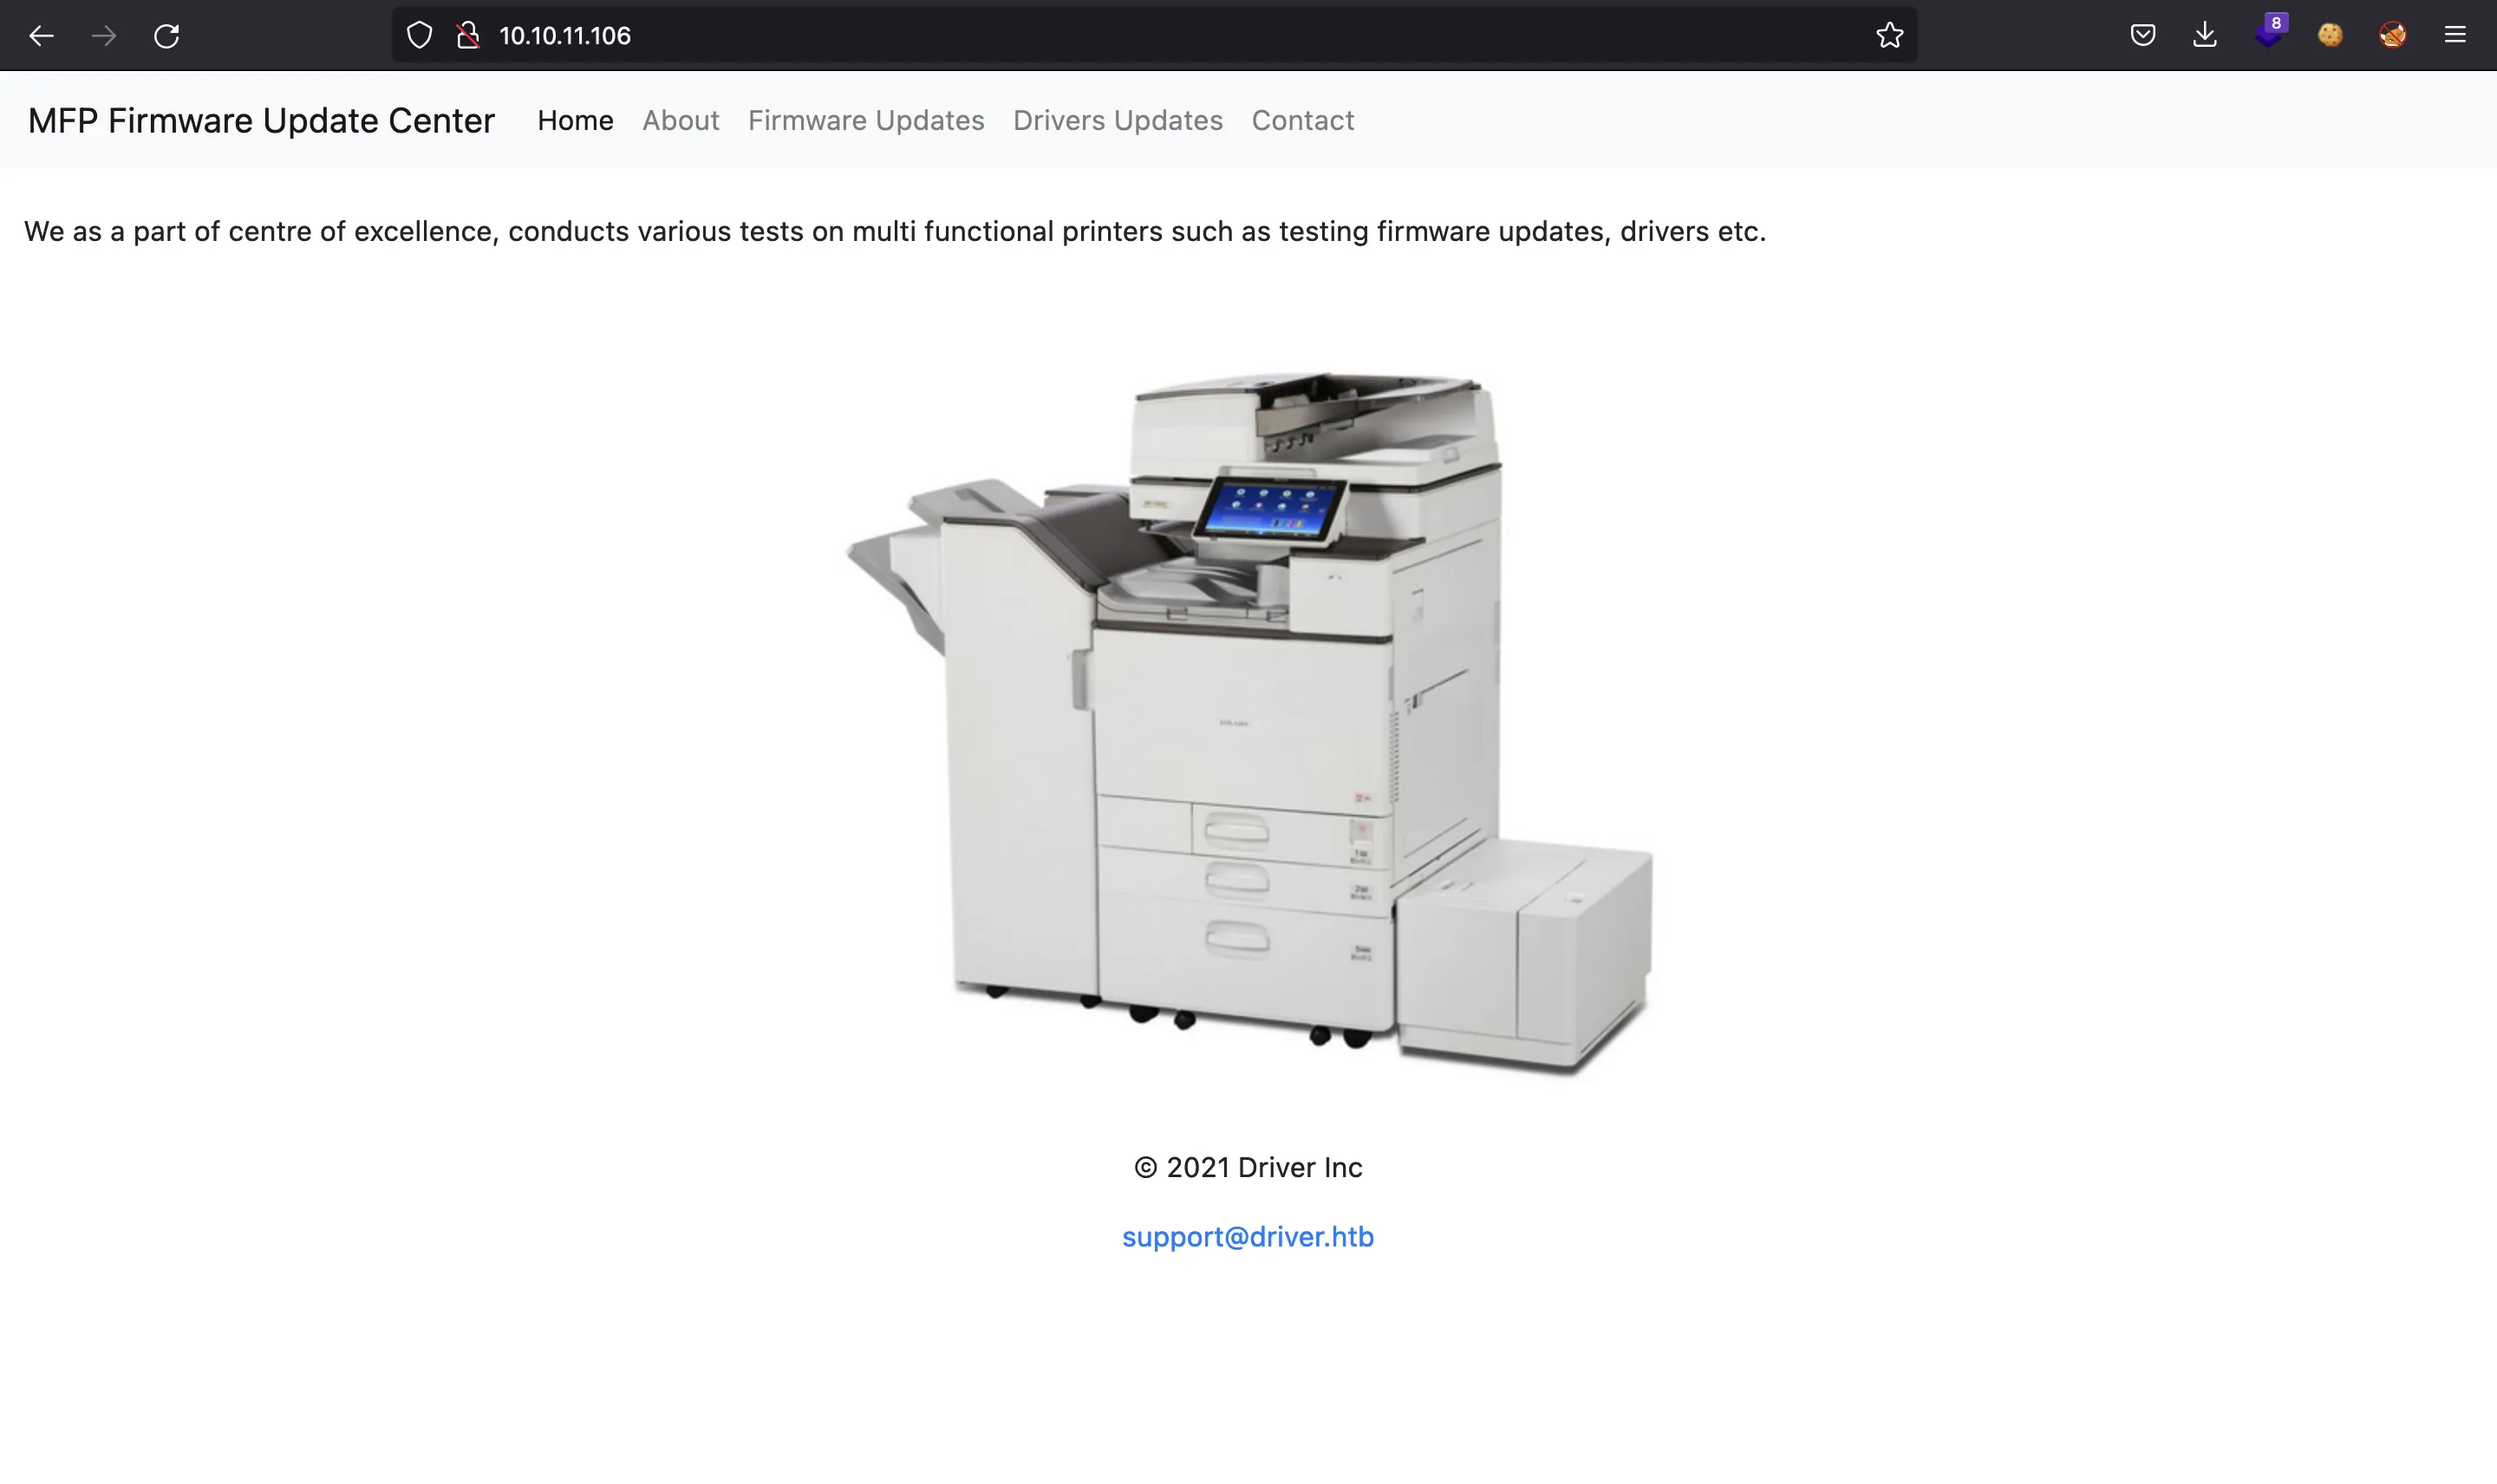 8
10.10.11.106
MFP Firmware Update Center Home About Firmware Updates Drivers Updates Contact
We as a part of centre of excellence, conducts various tests on multi functional printers such as testing firmware updates, drivers etc.
© 2021 Driver Inc
support@driver.htb